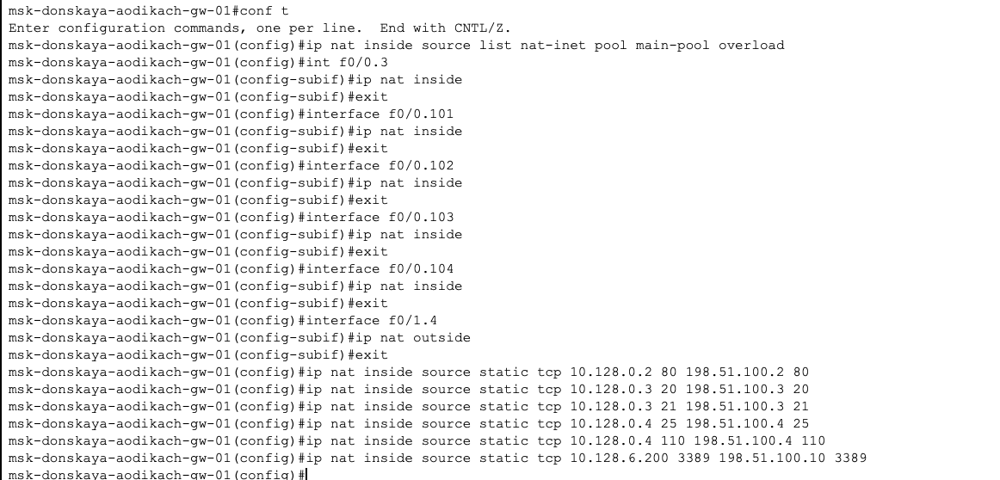 msk-donskaya-aodikach-gw-01#conf t
Enter configuration commands, one per line.  End with CNTL/Z.
msk-donskaya-aodikach-gw-01(config)#ip nat inside source list nat-inet pool main-pool overload
msk-donskaya-aodikach-gw-01(config)#int f0/0.3
msk-donskaya-aodikach-gw-01(config-subif)#ip nat inside
msk-donskaya-aodikach-gw-01(config-subif)#exit
msk-donskaya-aodikach-gw-01(config)#interface f0/0.101
msk-donskaya-aodikach-gw-01(config-subif)#ip nat inside
msk-donskaya-aodikach-gw-01(config-subif)#exit
msk-donskaya-aodikach-gw-01(config)#interface f0/0.102
msk-donskaya-aodikach-gw-01(config-subif)#ip nat inside
msk-donskaya-aodikach-gw-01(config-subif)#exit
msk-donskaya-aodikach-gw-01(config)#interface f0/0.103
msk-donskaya-aodikach-gw-01(config-subif)#ip nat inside
msk-donskaya-aodikach-gw-01(config-subif)#exit
msk-donskaya-aodikach-gw-01(config)#interface f0/0.104
msk-donskaya-aodikach-gw-01(config-subif)#ip nat inside
msk-donskaya-aodikach-gw-01(config-subif)#exit
msk-donskaya-aodikach-gw-01(config)#interface f0/1.4
msk-donskaya-aodikach-gw-01(config-subif)#ip nat outside
msk-donskaya-aodikach-gw-01(config-subif)#exit
msk-donskaya-aodikach-gw-01(config)#ip nat inside source static tcp 10.128.0.2 80 198.51.100.2 80
msk-donskaya-aodikach-gw-01(config)#ip nat inside source static tcp 10.128.0.3 20 198.51.100.3 20
msk-donskaya-aodikach-gw-01(config)#ip nat inside source static tcp 10.128.0.3 21 198.51.100.3 21
msk-donskaya-aodikach-gw-01(config)#ip nat inside source static tcp 10.128.0.4 25 198.51.100.4 25
msk-donskaya-aodikach-gw-01(config)#ip nat inside source static tcp 10.128.0.4 110 198.51.100.4 110
msk-donskaya-aodikach-gw-01(config)#ip nat inside source static tcp 10.128.6.200 3389 198.51.100.10 3389
msk-donskaya-aodikach-gw-01(config)#